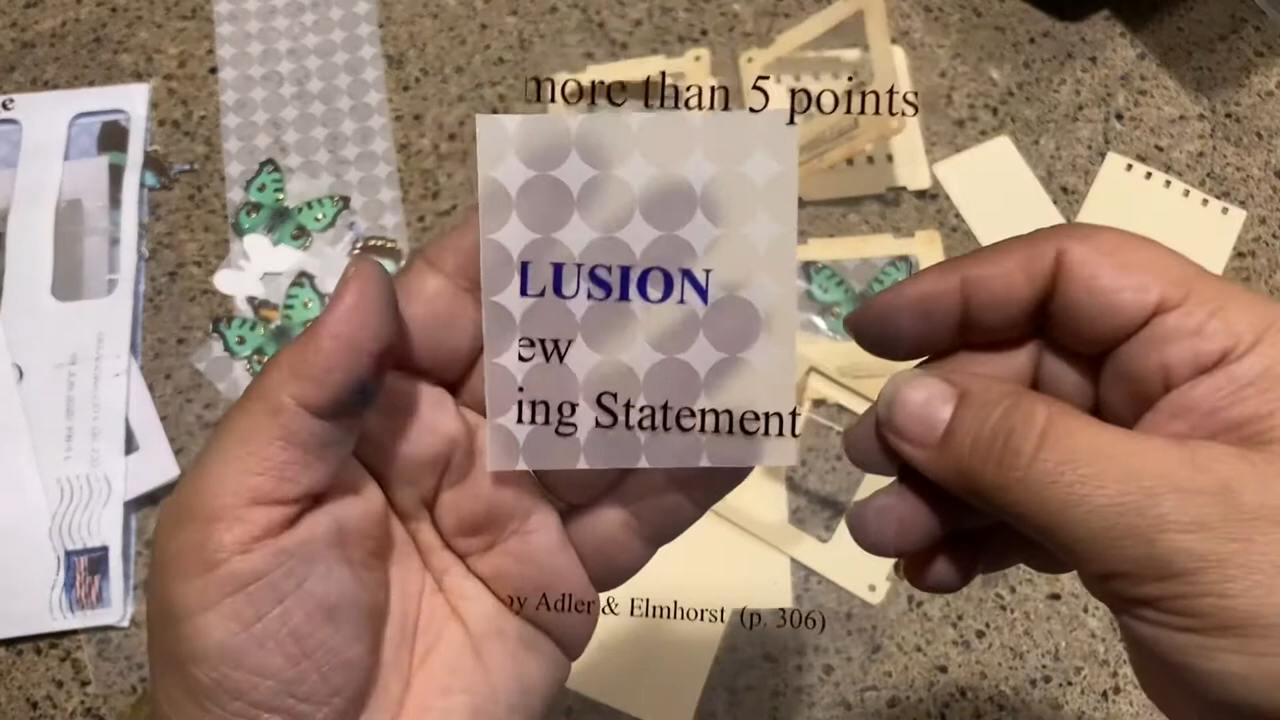 e
more than 5 points
LUSION
ew
ing Statement
by Adler & Elmhorst (p. 306)